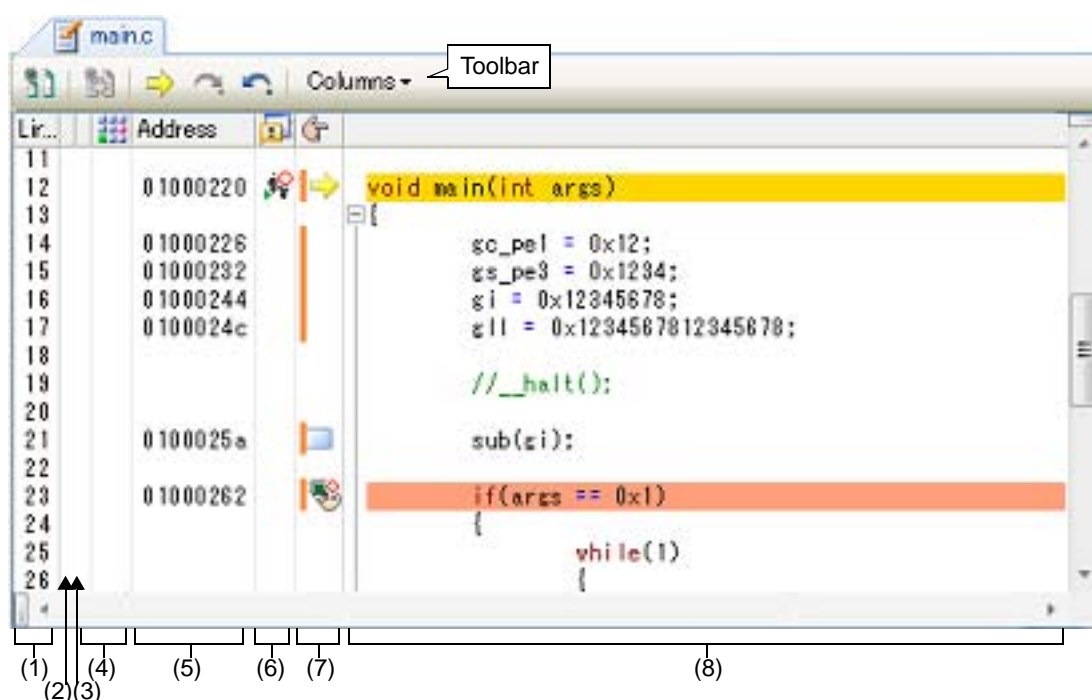 main.c
Columns
Toolbar
Lir... Address
11
12 01000220 void main(int args)
13 {
14 01000226 gc_pe1 = 0x12;
15 01000232 gs_pe3 = 0x1234;
16 01000244 gi = 0x12345678;
17 0100024c gll = 0x1234567812345678;
18
19 //__halt();
20
21 0100025a sub(gi);
22
23 01000262 if(args == 0x1)
24 {
25 while(1)
26 {
(1) (4) (5) (6) (7) (8)
(2)(3)